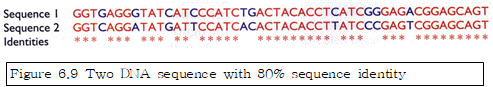 Sequence 1 GGTGAGGGTATCATCCCATCTGACTACACCTCATCGGGAGACGGAGCAGT
Sequence 2 GGTCAGGATATGATTCCATCACACTACACCTTATCCCGAGTCGGAGCAGT
Identities *** *** *** ** *****  ********* ***  *** *********
Figure 6,9 Two DNA sequence with 80% sequence identity